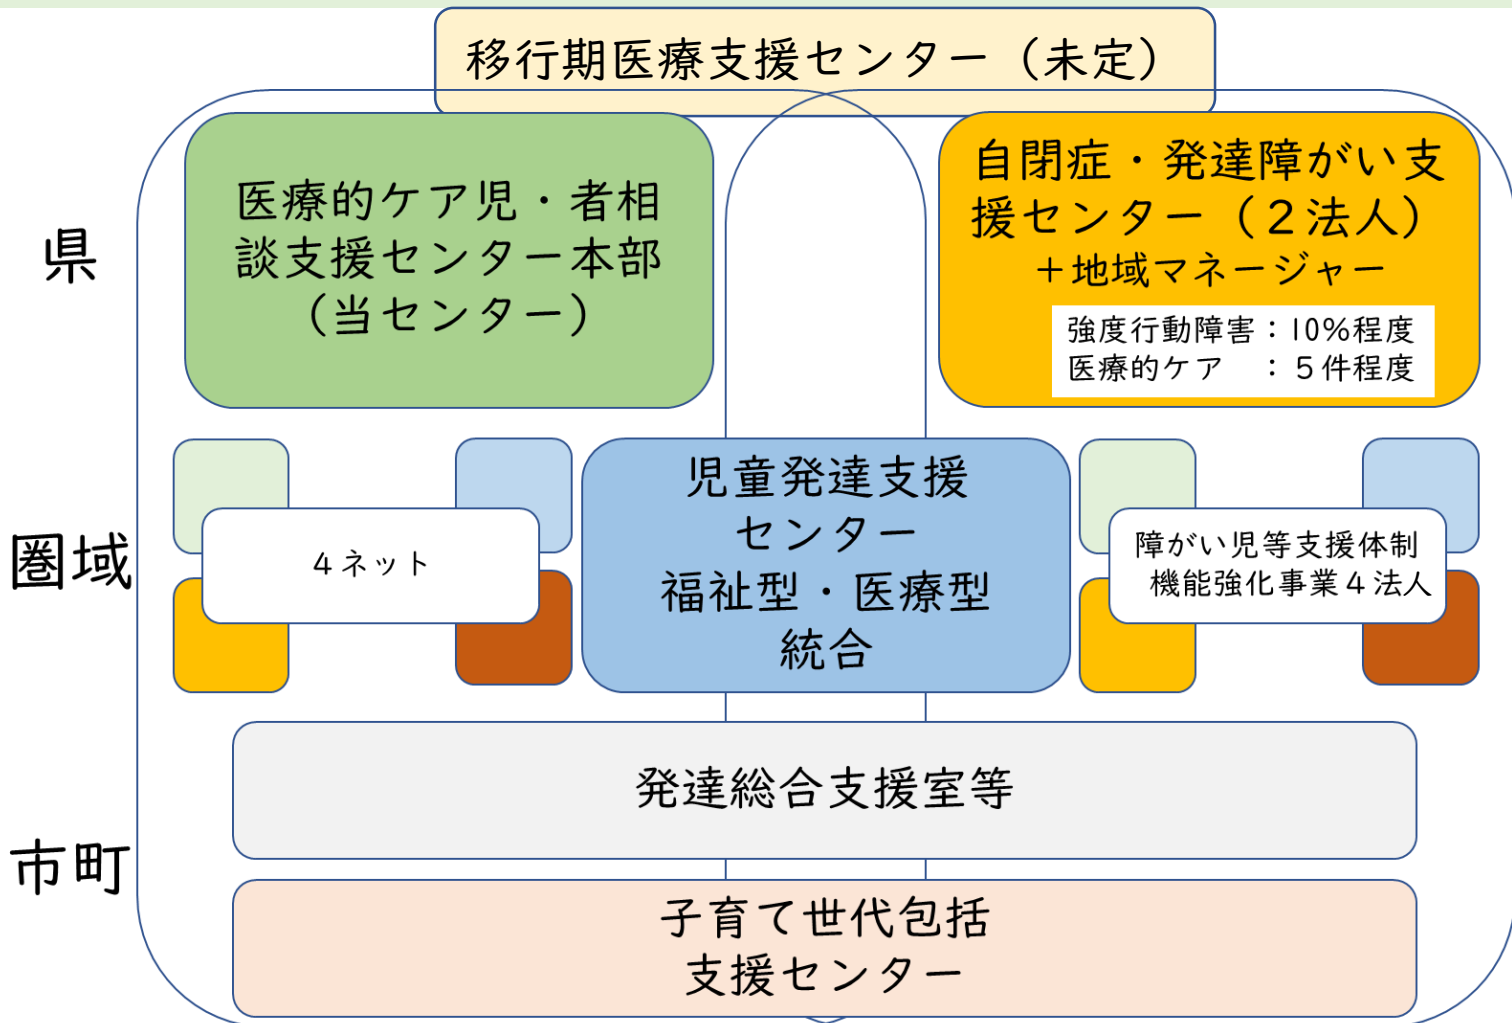 移行期医療支援センター（未定）
県
医療的ケア児・者相
談支援センター本部
（当センター）
自閉症・発達障がい支
援センター（２法人）
＋地域マネージャー
強度行動障害：10%程度
医療的ケア　：５件程度
圏域
４ネット
児童発達支援
センター
福祉型・医療型
統合
障がい児等支援体制
機能強化事業４法人
市町
発達総合支援室等
子育て世代包括
支援センター